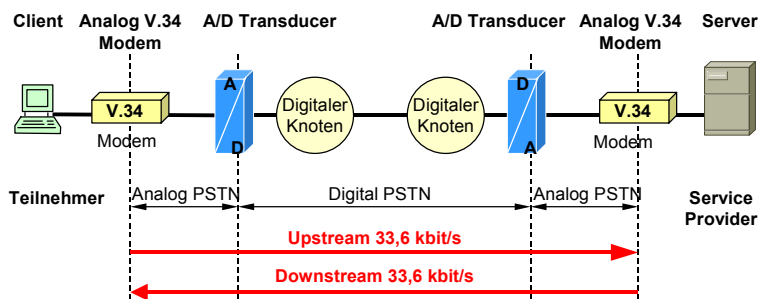 Client
Analog V.34
Modem
A/D Transducer
A/D Transducer
Analog V.34
Modem
Server
V.34
Modem
A
D
Digitaler
Knoten
Digitaler
Knoten
D
A
V.34
Modem
Teilnehmer
Analog PSTN
Digital PSTN
Analog PSTN
Service
Provider
Upstream 33,6 kbit/s
Downstream 33,6 kbit/s